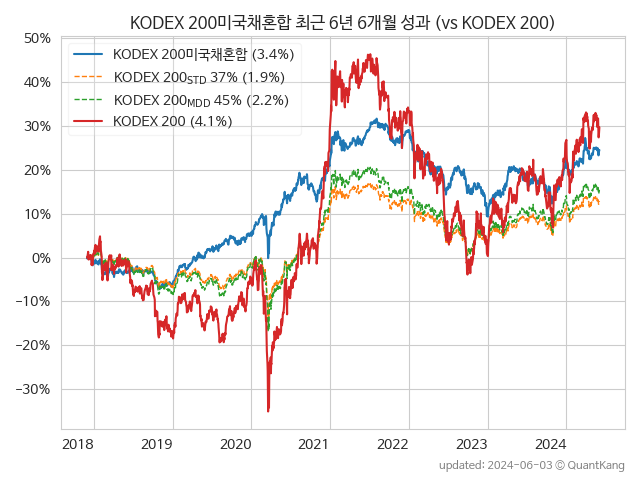 KODEX 200미국채혼합 최근 6년 6개월 성과 (vs KODEX 200)
50%
40%
30%
20%
10%
0%
−10%
−20%
−30%
KODEX 200미국채혼합 (3.4%)
KODEX 200STD 37% (1.9%)
KODEX 200MDD 45% (2.2%)
KODEX 200 (4.1%)
2018 2019 2020 2021 2022 2023 2024
updated: 2024-06-03 ⓒ QuantKang